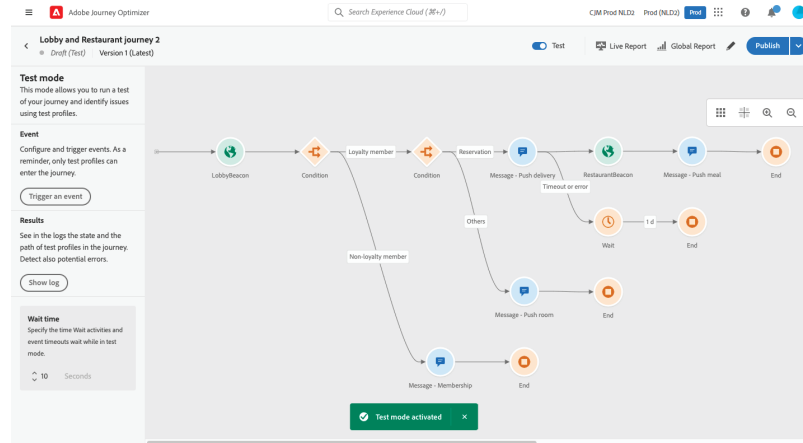 Adobe Journey Optimizer
Search Experience Cloud (⌘+/)
CJM Prod NLD2
Prod (NLD2)
Prod
Lobby and Restaurant journey 2
Draft (Test)
Version 1 (Latest)
Test
Live Report
Global Report
Publish
Test mode
This mode allows you to run a test
of your journey and identify issues
using test profiles.
Event
Configure and trigger events. As a
reminder, only test profiles can
enter the journey.
Trigger an event
Results
See in the logs the state and the
path of test profiles in the journey.
Detect also potential errors.
Show log
Wait time
Specify the time Wait activities and
event timeouts wait while in test
mode.
10 Seconds
Loyalty member
Reservation
LobbyBeacon
Condition
Condition
Message - Push delivery
RestaurantBeacon
Message - Push meal
End
Timeout or error
Others
1 d
Wait
End
Non-loyalty member
Message - Push room
End
Message - Membership
End
Test mode activated